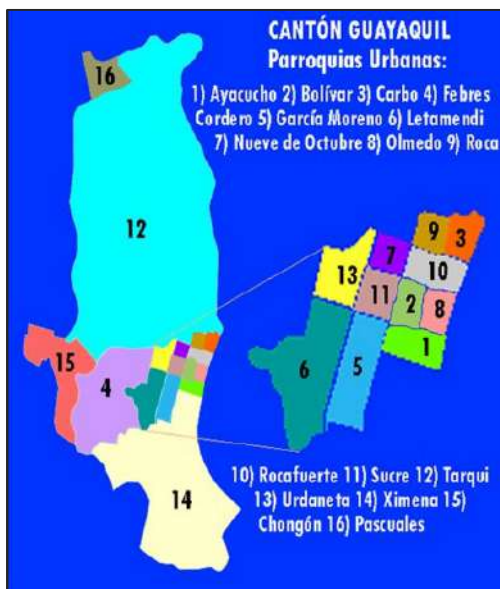 CANTÓN GUAYAQUIL
Parroquias Urbanas:
1) Ayacucho 2) Bolívar 3) Carbo 4) Febres
Cordero 5) García Moreno 6) Letamendi
7) Nueve de Octubre 8) Olmedo 9) Roca
16
12
9 3
7
13 10
11 2 8
1
6 5
15
4
14
10) Rocafuerte 11) Sucre 12) Tarqui
13) Urdaneta 14) Ximena 15)
Chongón 16) Pascuales